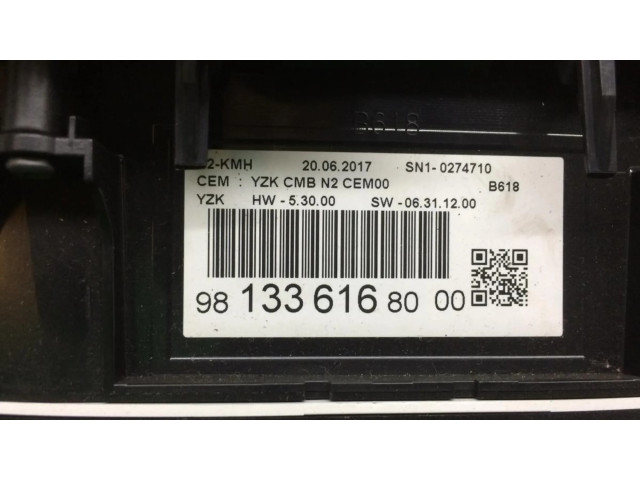 B618
2-KMH 20.06.2017 SN1-0274710
CEM : YZK CMB N2 CEM00 B618
YZK HW - 5.30.00 SW - 06.31.12.00
98 133 616 80 00